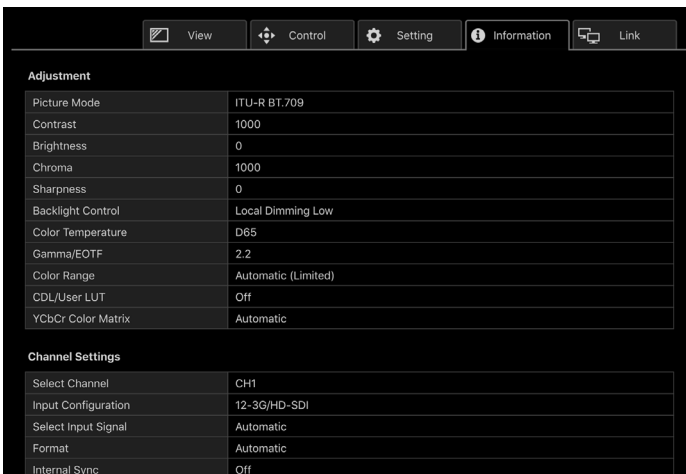 View Control Setting Information Link
Adjustment
Picture Mode ITU-R BT.709
Contrast 1000
Brightness 0
Chroma 1000
Sharpness 0
Backlight Control Local Dimming Low
Color Temperature D65
Gamma/EOTF 2.2
Color Range Automatic (Limited)
CDL/User LUT Off
YCbCr Color Matrix Automatic
Channel Settings
Select Channel CH1
Input Configuration 12-3G/HD-SDI
Select Input Signal Automatic
Format Automatic
Internal Sync Off